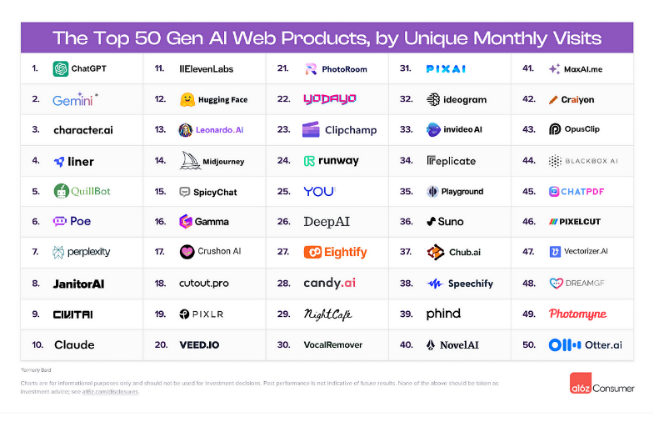 The Top 50 Gen AI Web Products, by Unique Monthly Visits
1. ChatGPT
2. Gemini
3. character.ai
4. liner
5. QuillBot
6. Poe
7. perplexity
8. JanitorAI
9. CIVITAI
10. Claude
11. IIElevenLabs
12. Hugging Face
13. Leonardo.Ai
14. Midjourney
15. SpicyChat
16. Gamma
17. Crushon AI
18. cutout.pro
19. PIXLR
20. VEED.IO
21. PhotoRoom
22. YODAYO
23. Clipchamp
24. runway
25. YOU
26. DeepAI
27. Eightify
28. candy.ai
29. NightCafe
30. VocalRemover
31. PIXAI
32. ideogram
33. invideo AI
34. replicate
35. Playground
36. Suno
37. Chub.ai
38. Speechify
39. phind
40. NovelAI
41. MaxAI.me
42. Craiyon
43. OpusClip
44. BLACKBOX AI
45. CHATPDF
46. PIXELCUT
47. Vectorizer.AI
48. DREAMGF
49. Photomyne
50. Otter.ai
Charts are for informational purposes only and should not be used for investment decisions. Past performance is not indicative of future results. None of the above should be taken as
investment advice; see a16z.com/disclosures.
a16z Consumer